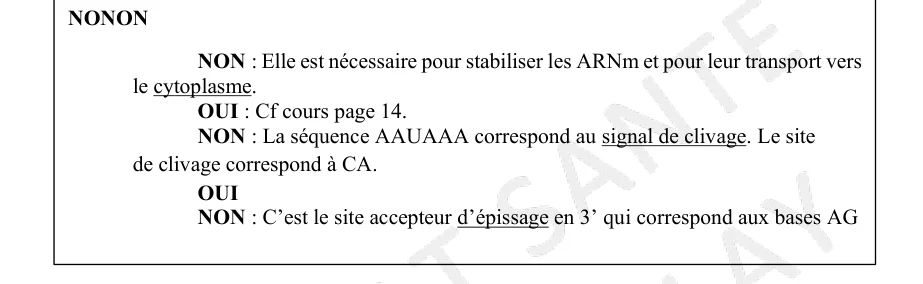 NONON
NON : Elle est nécessaire pour stabiliser les ARNm et pour leur transport vers
le cytoplasme.
OUI : Cf cours page 14.
NON : La séquence AAUAAA correspond au signal de clivage. Le site
de clivage correspond à CA.
OUI
NON : C’est le site accepteur d’épissage en 3’ qui correspond aux bases AG
T SANTE
LAY